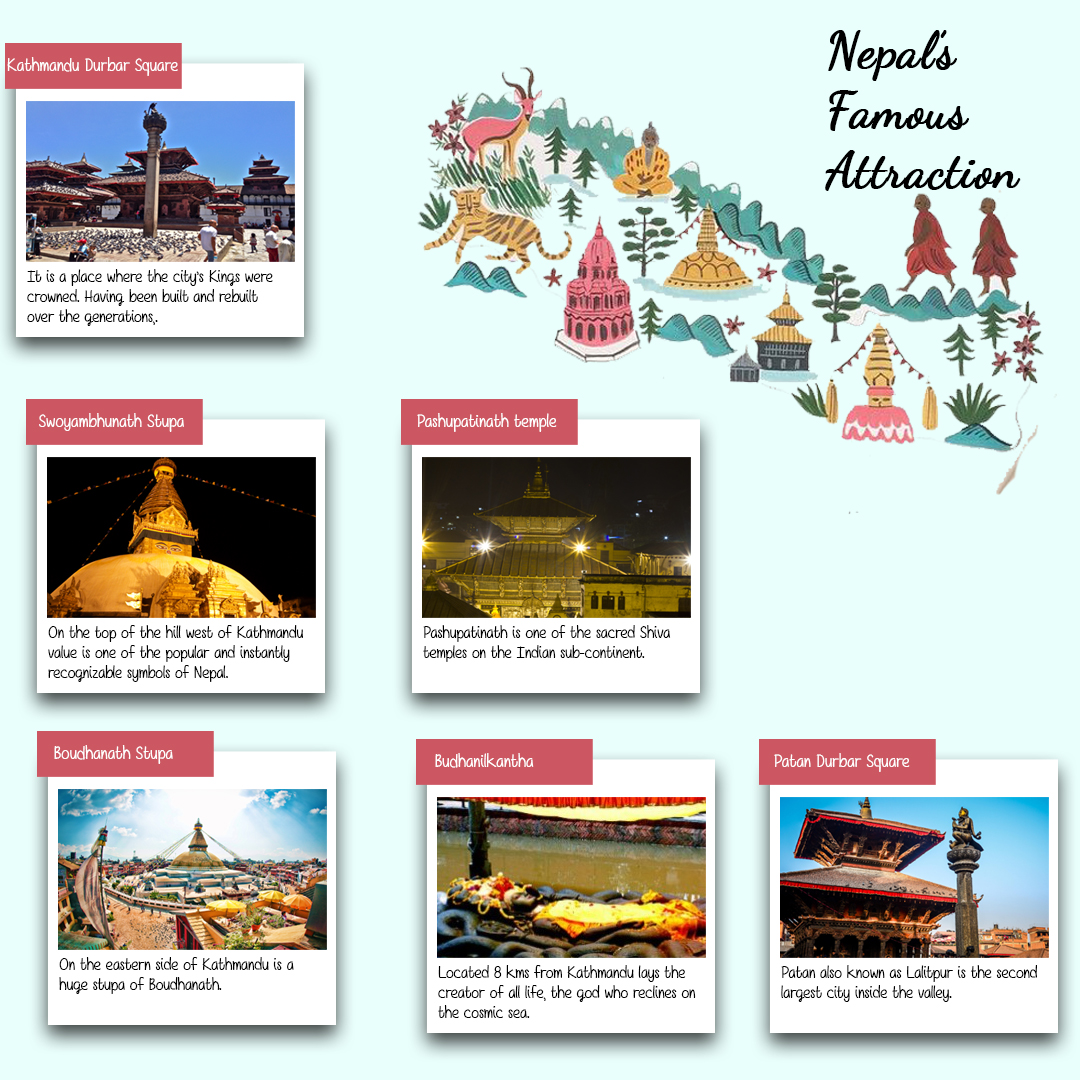 Nepal's
Famous
Attraction
Kathmandu Durbar Square
It is a place where the city's Kings were
crowned. Having been built and rebuilt
over the generations,.
Swoyambhunath Stupa
On the top of the hill west of Kathmandu
value is one of the popular and instantly
recognizable symbols of Nepal.
Pashupatinath temple
Pashupatinath is one of the sacred Shiva
temples on the Indian sub-continent.
Boudhanath Stupa
On the eastern side of Kathmandu is a
huge stupa of Boudhanath.
Budhanilkantha
Located 8 kms from Kathmandu lays the
creator of all life, the god who reclines on
the cosmic sea.
Patan Durbar Square
Patan also known as Lalitpur is the second
largest city inside the valley.